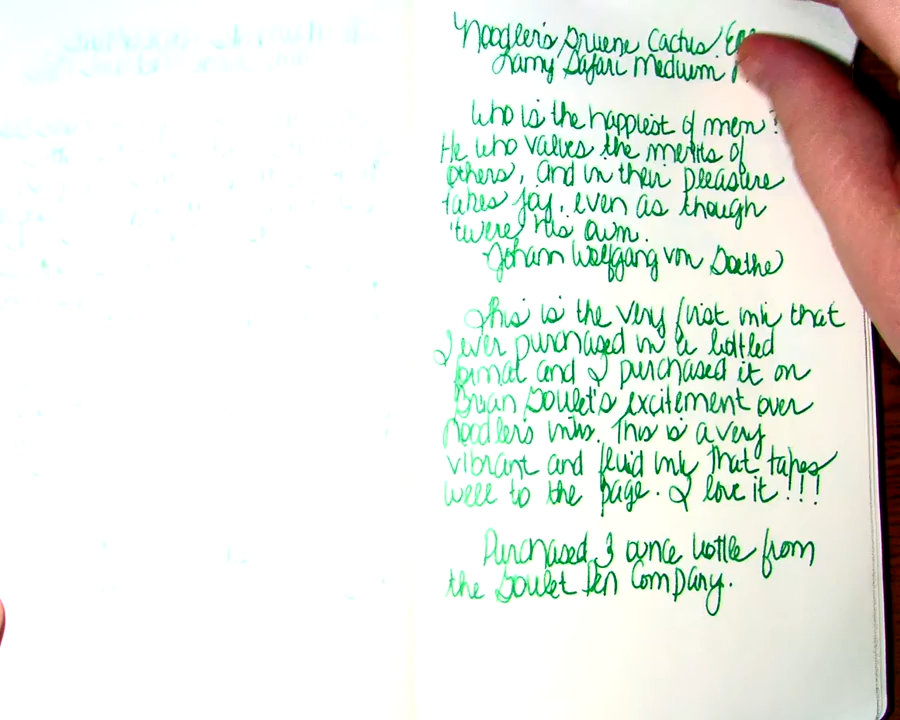 Noodler's Gruene Cactus
Lamy Safari Medium
Who is the happiest of men?
He who values the merits of
others, and in their pleasure
takes joy, even as though
'twere his own.
Johann Wolfgang von Goethe
This is the very first ink that
I ever purchased in a bottled
format and I purchased it on
Brian Goulet's excitement over
Noodler's inks. This is a very
vibrant and fluid ink that takes
well to the page. I love it!!!
Purchased 3 ounce bottle from
the Goulet Pen Company.